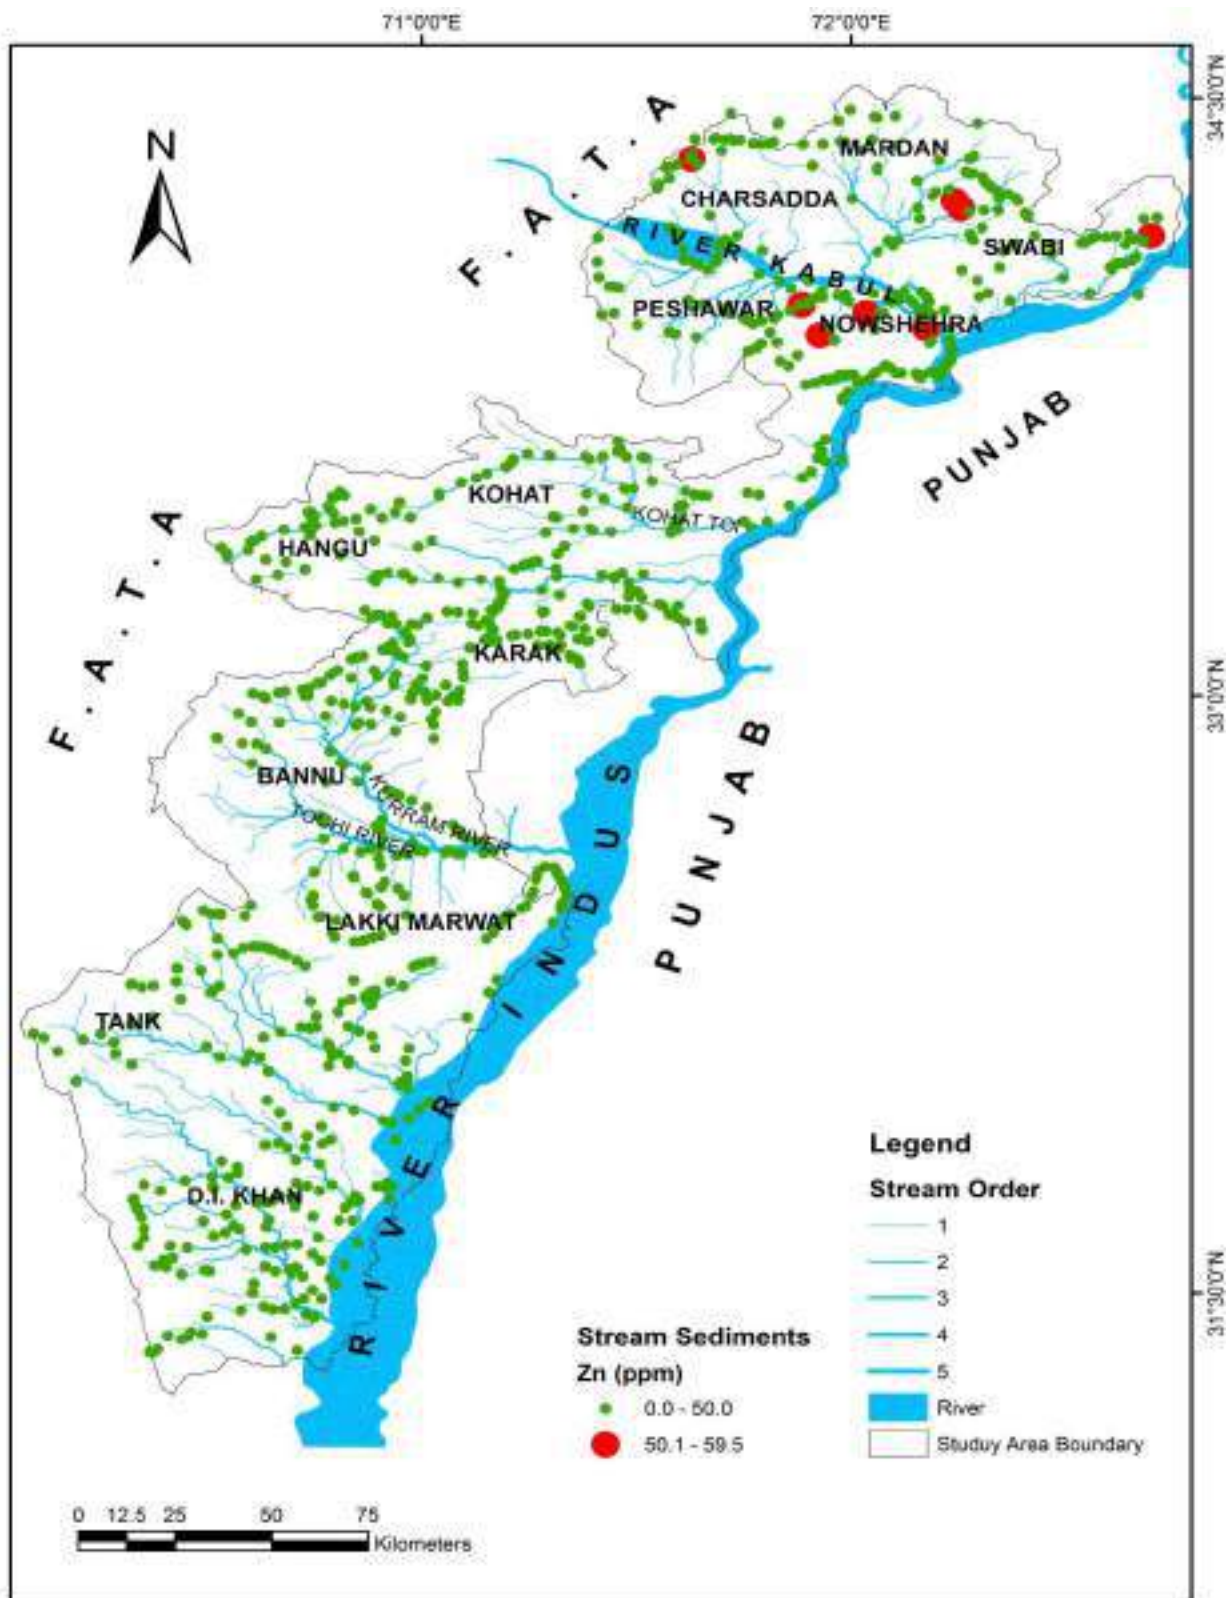 71°0'0"E
72°0'0"E
34°30'0"N
33°0'0"N
31°30'0"N
N
F . A . T . A
MARDAN
CHARSADDA
SWABI
RIVER KABUL
PESHAWAR
NOWSHEHRA
PUNJAB
KOHAT
KOHAT TOI
HANGU
F . A . T . A
KARAK
PUNJAB
BANNU
KURRAM RIVER
TOCHI RIVER
LAKKI MARWAT
TANK
RIVER INDUS
D.I. KHAN
Legend
Stream Order
1
2
3
4
5
River
Studuy Area Boundary
Stream Sediments
Zn (ppm)
0.0 - 50.0
50.1 - 59.5
0 12.5 25 50 75
Kilometers